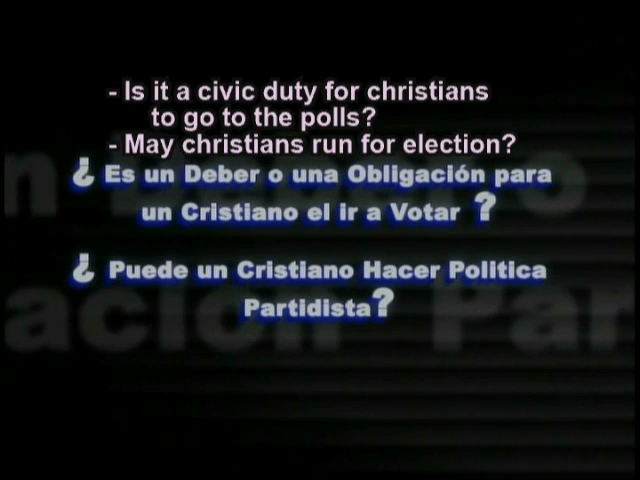 - Is it a civic duty for christians
to go to the polls?
- May christians run for election?
¿ Es un Deber o una Obligación para
un Cristiano el ir a Votar ?
¿ Puede un Cristiano Hacer Politica
Partidista?